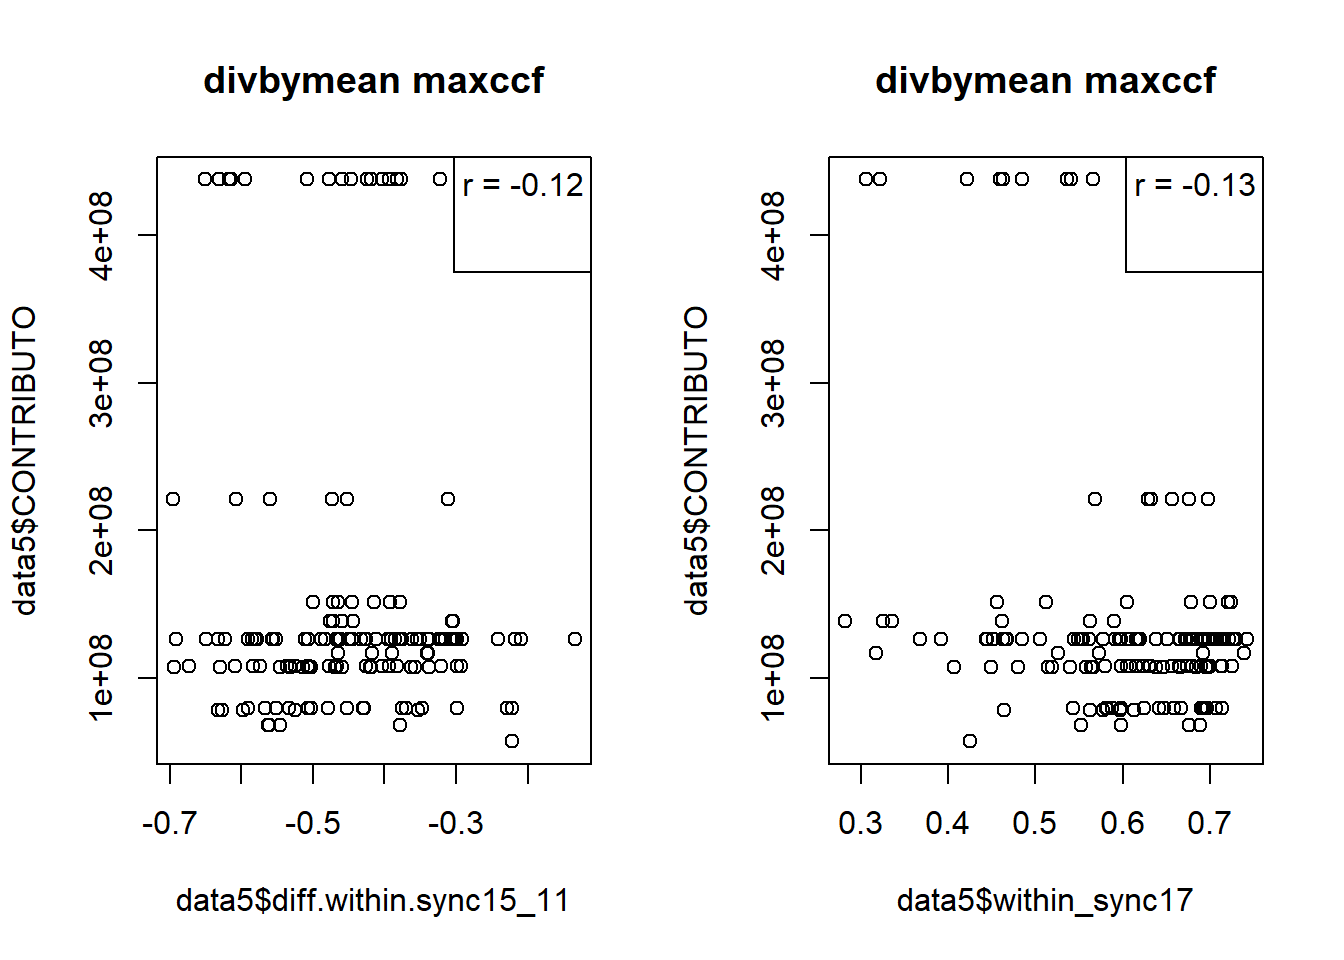 divbymean maxccf
r = -0.12
data5$CONTRIBUTO
4e+08
3e+08
2e+08
1e+08
-0.7 -0.5 -0.3
data5$diff.within.sync15_11
divbymean maxccf
r = -0.13
data5$CONTRIBUTO
4e+08
3e+08
2e+08
1e+08
0.3 0.4 0.5 0.6 0.7
data5$within_sync17